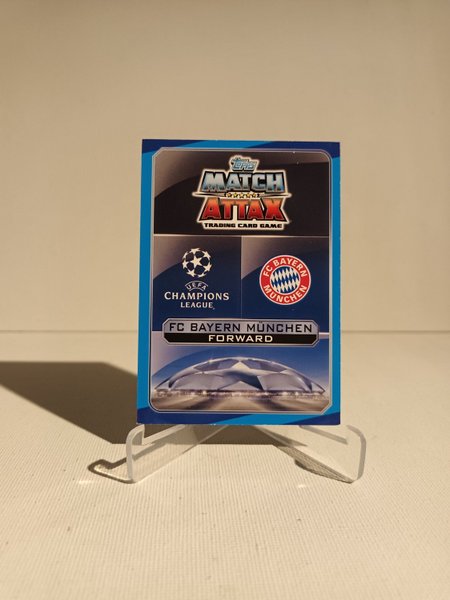 Topps
MATCH
ATTAX
TRADING CARD GAME
UEFA
CHAMPIONS
LEAGUE
FC BAYERN
MÜNCHEN
FC BAYERN MÜNCHEN
FORWARD